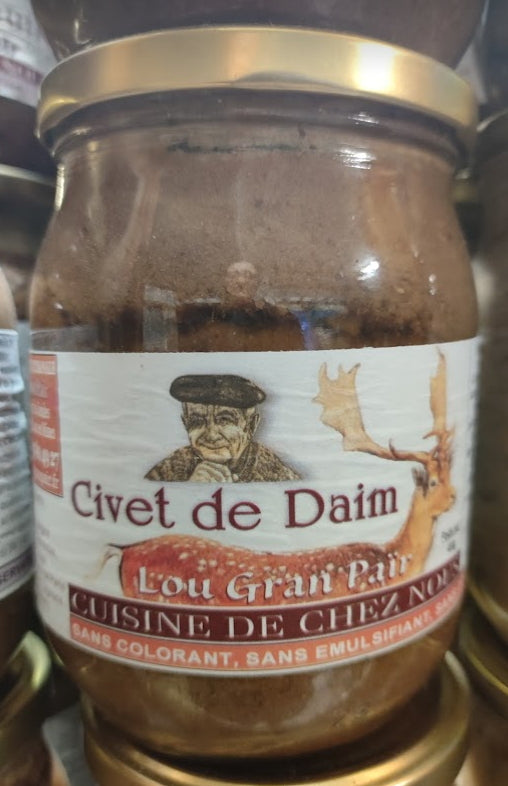 Civet de Daim
Lou Gran Païr
CUISINE DE CHEZ NOUS
SANS COLORANT, SANS EMULSIFIANT,